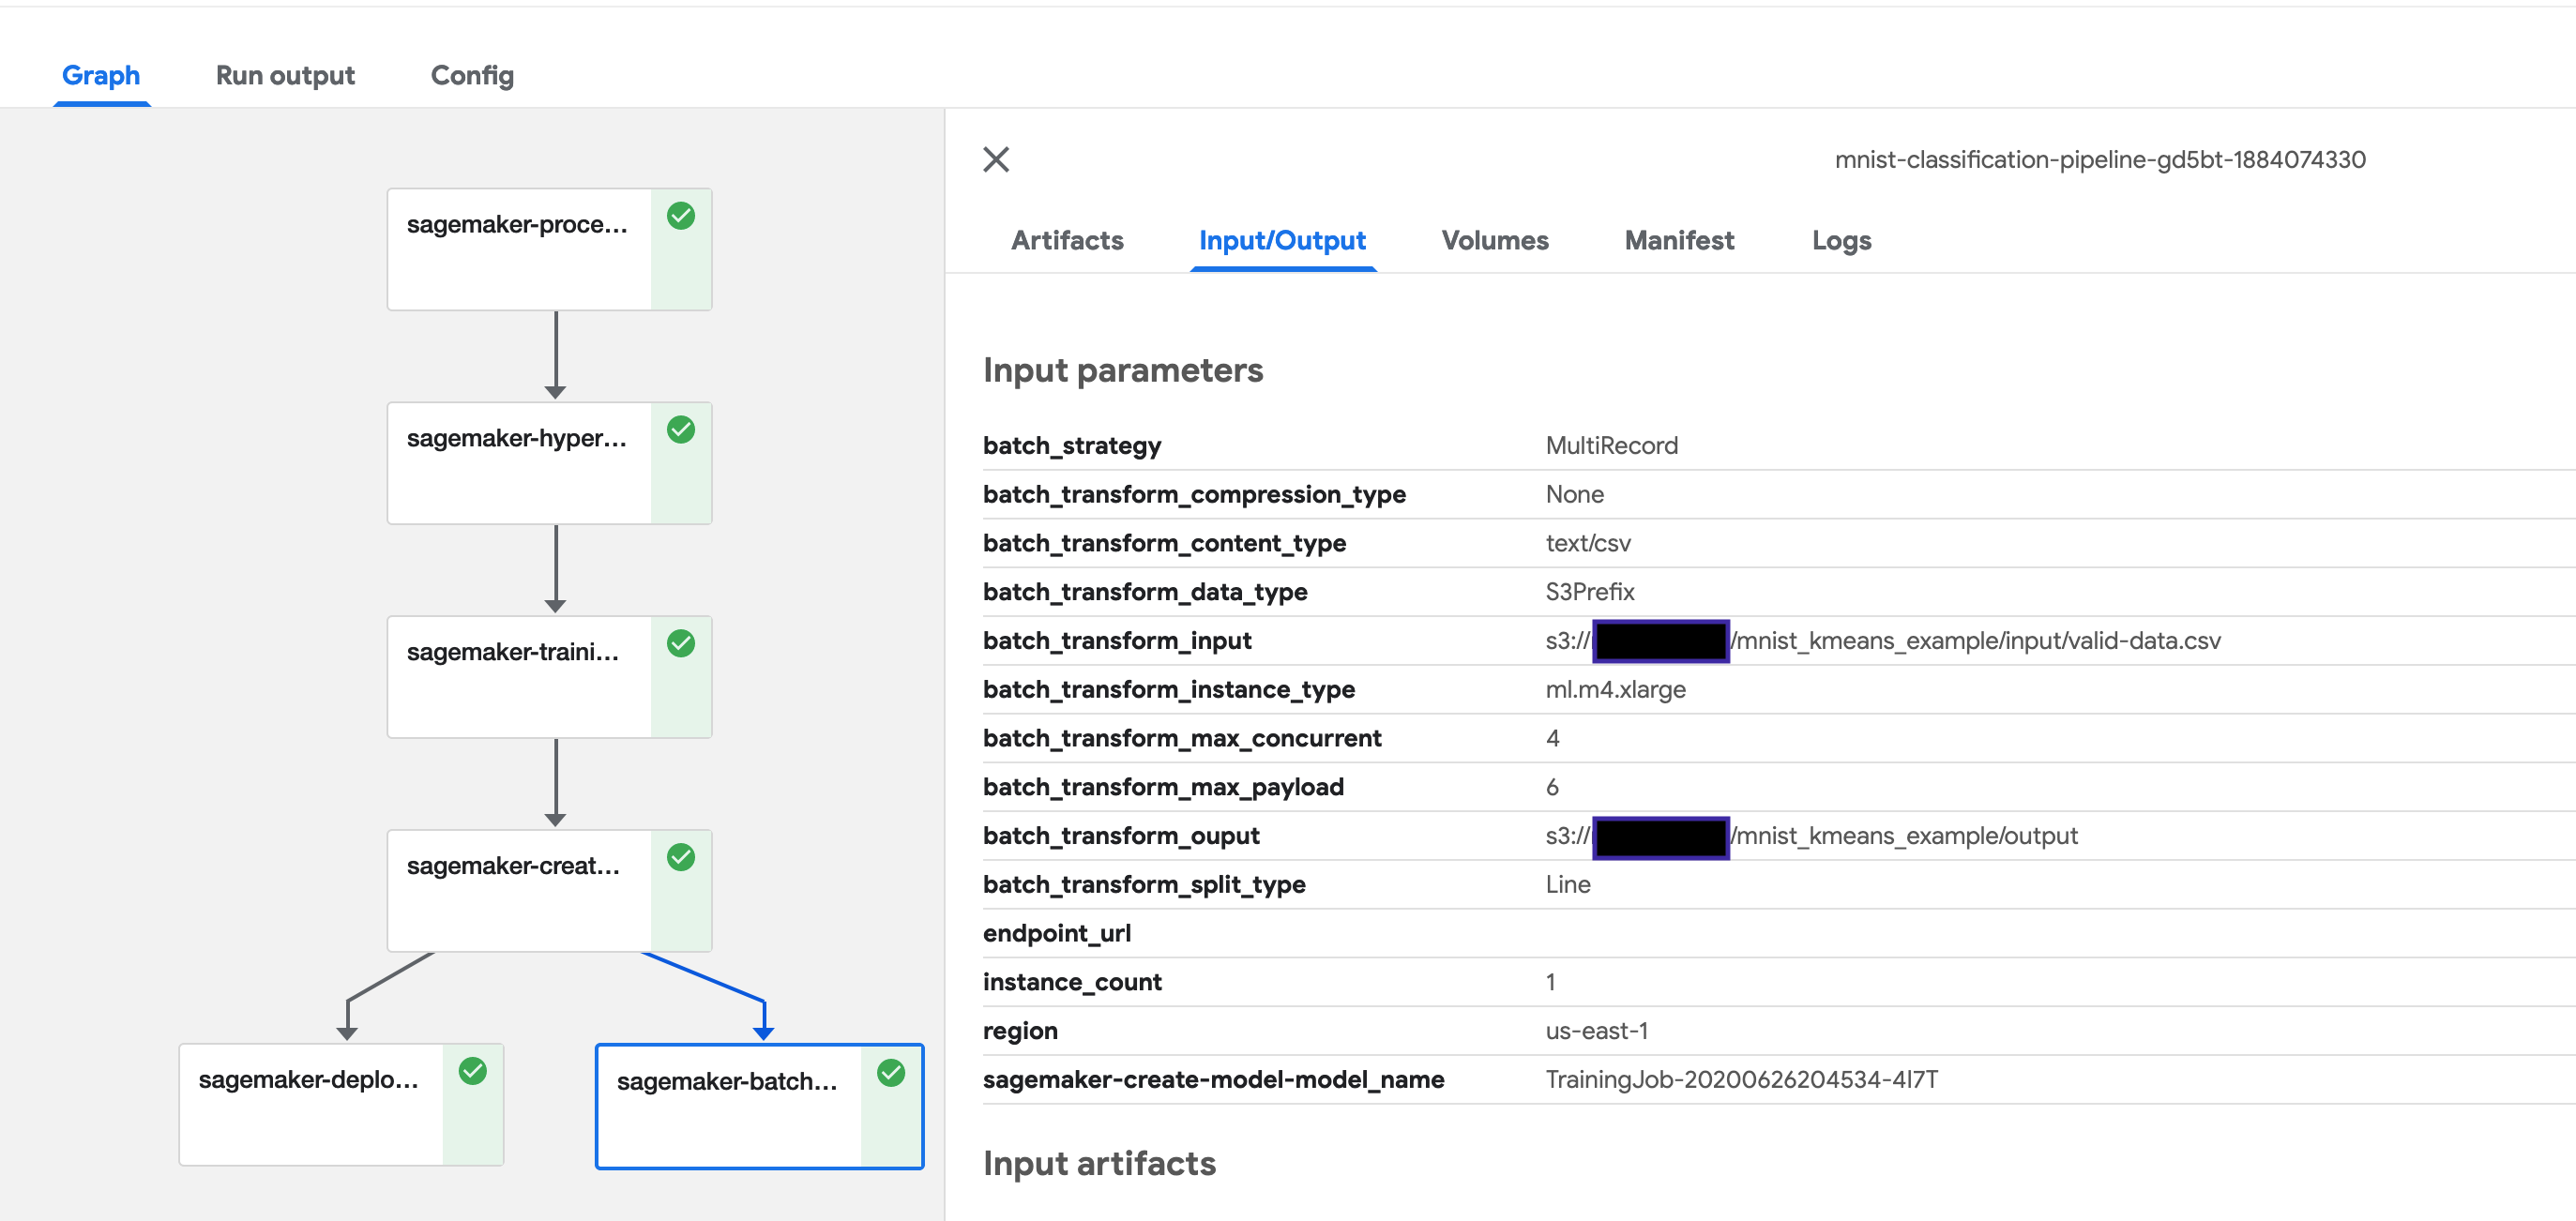 Graph Run output Config
sagemaker-proce...
sagemaker-hyper...
sagemaker-traini...
sagemaker-creat...
sagemaker-deplo...
sagemaker-batch...
mnist-classification-pipeline-gd5bt-1884074330
Artifacts Input/Output Volumes Manifest Logs
Input parameters
batch_strategy MultiRecord
batch_transform_compression_type None
batch_transform_content_type text/csv
batch_transform_data_type S3Prefix
batch_transform_input s3:// /mnist_kmeans_example/input/valid-data.csv
batch_transform_instance_type ml.m4.xlarge
batch_transform_max_concurrent 4
batch_transform_max_payload 6
batch_transform_ouput s3:// /mnist_kmeans_example/output
batch_transform_split_type Line
endpoint_url
instance_count 1
region us-east-1
sagemaker-create-model-model_name TrainingJob-20200626204534-4I7T
Input artifacts